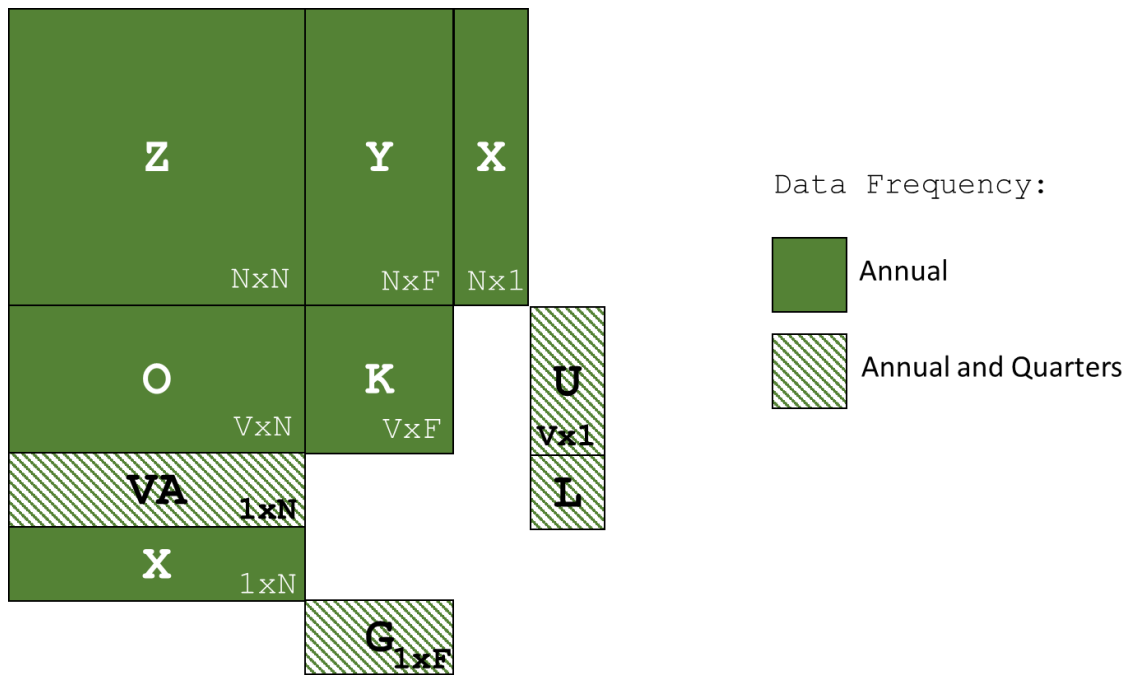 Z
NxN
Y
NxF
X
Nx1
Data Frequency:
Annual
Annual and Quarters
O
VxN
K
VxF
U
Vx1
L
VA
1xN
X
1xN
G
1xF